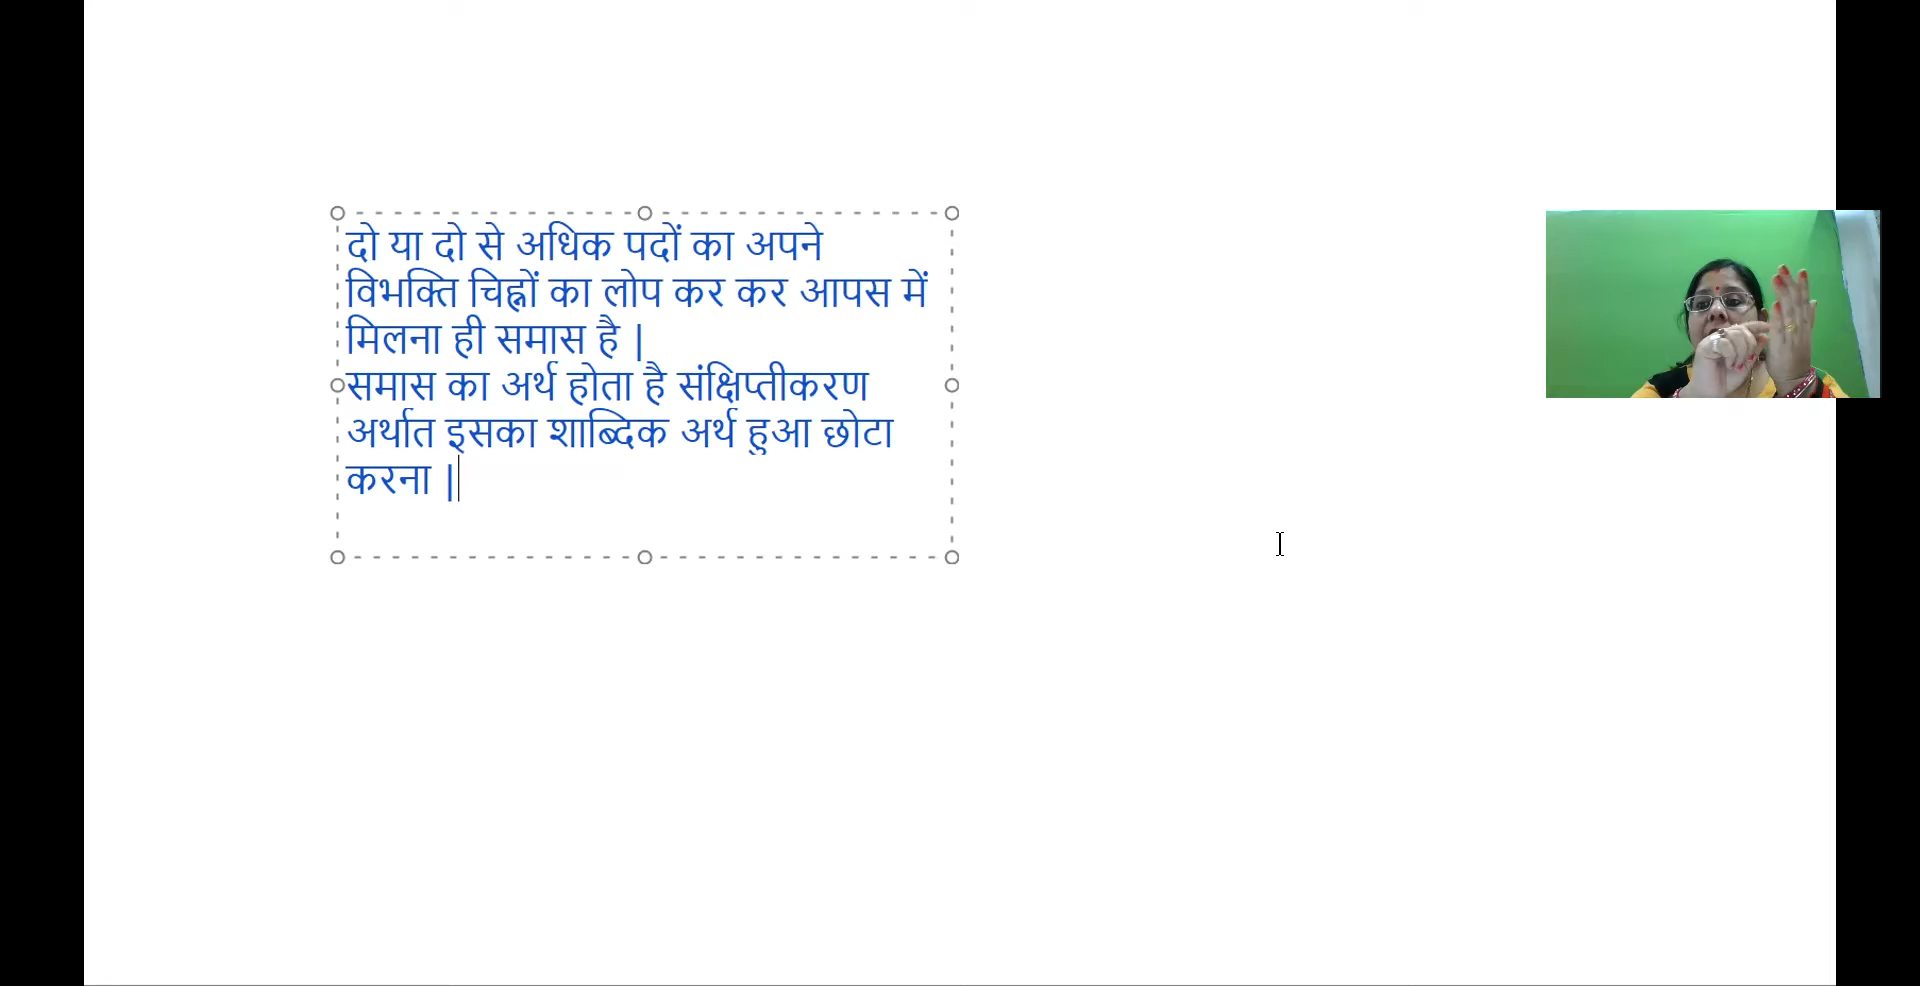 दो या दो से अधिक पदों का अपने
विभक्ति चिह्नों का लोप कर कर आपस में
मिलना ही समास है |
समास का अर्थ होता है संक्षिप्तीकरण
अर्थात इसका शाब्दिक अर्थ हुआ छोटा
करना |